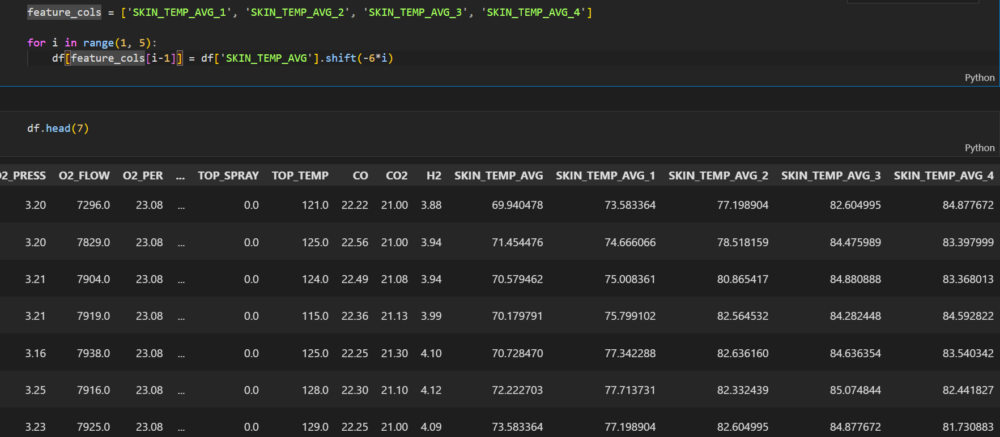 feature_cols = ['SKIN_TEMP_AVG_1', 'SKIN_TEMP_AVG_2', 'SKIN_TEMP_AVG_3', 'SKIN_TEMP_AVG_4']
for i in range(1, 5):
df[feature_cols[i-1]] = df['SKIN_TEMP_AVG'].shift(-6*i)
Python
df.head(7)
Python
O2_PRESS O2_FLOW O2_PER ... TOP_SPRAY TOP_TEMP CO CO2 H2 SKIN_TEMP_AVG SKIN_TEMP_AVG_1 SKIN_TEMP_AVG_2 SKIN_TEMP_AVG_3 SKIN_TEMP_AVG_4
3.20 7296.0 23.08 ... 0.0 121.0 22.22 21.00 3.88 69.940478 73.583364 77.198904 82.604995 84.877672
3.20 7829.0 23.08 ... 0.0 125.0 22.56 21.00 3.94 71.454476 74.666066 78.518159 84.475989 83.397999
3.21 7904.0 23.08 ... 0.0 124.0 22.49 21.08 3.94 70.579462 75.008361 80.865417 84.880888 83.368013
3.21 7919.0 23.08 ... 0.0 115.0 22.36 21.13 3.99 70.179791 75.799102 82.564532 84.282448 84.592822
3.16 7938.0 23.08 ... 0.0 125.0 22.25 21.30 4.10 70.728470 77.342288 82.636160 84.636354 83.540342
3.25 7916.0 23.08 ... 0.0 128.0 22.30 21.10 4.12 72.222703 77.713731 82.332439 85.074844 82.441827
3.23 7925.0 23.08 ... 0.0 129.0 22.25 21.00 4.09 73.583364 77.198904 82.604995 84.877672 81.730883